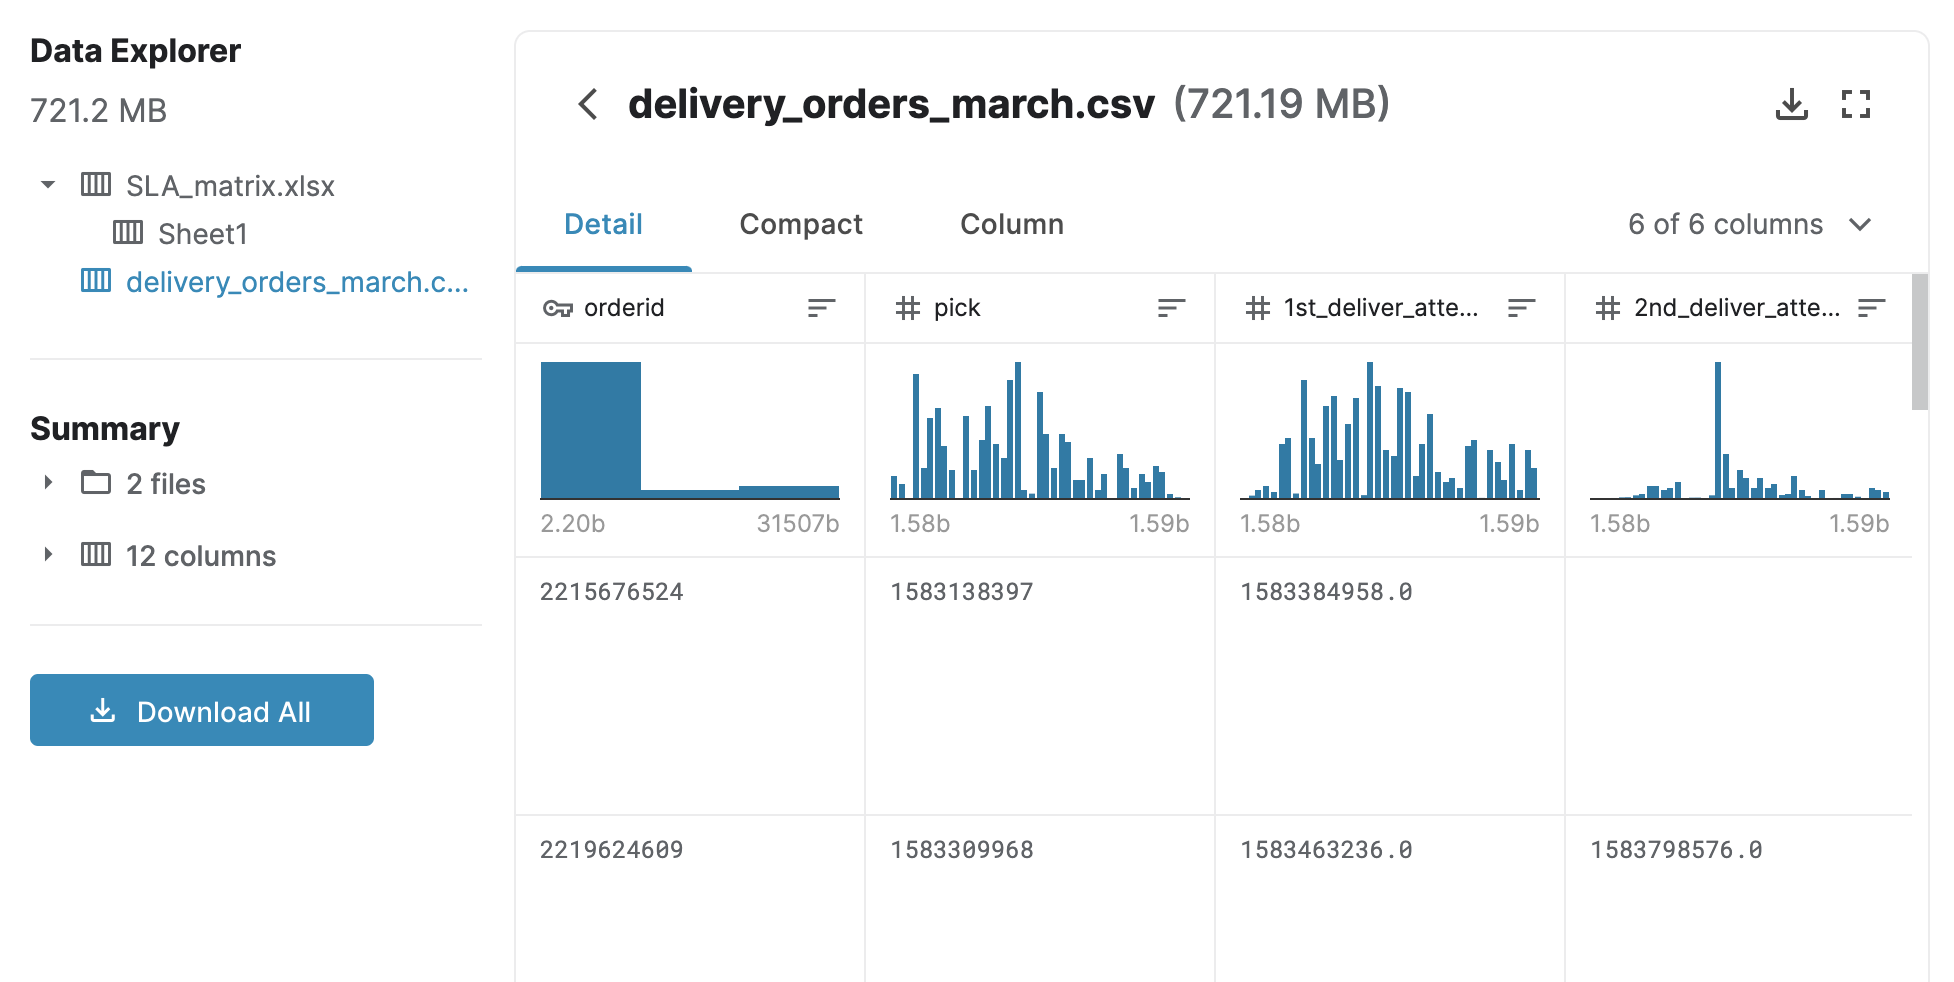 Data Explorer
721.2 MB
SLA_matrix.xlsx
Sheet1
delivery_orders_march.c...
Summary
2 files
12 columns
Download All
delivery_orders_march.csv (721.19 MB)
Detail Compact Column 6 of 6 columns
orderid pick 1st_deliver_atte... 2nd_deliver_atte...
2.20b 31507b 1.58b 1.59b 1.58b 1.59b 1.58b 1.59b
2215676524 1583138397 1583384958.0
2219624609 1583309968 1583463236.0 1583798576.0